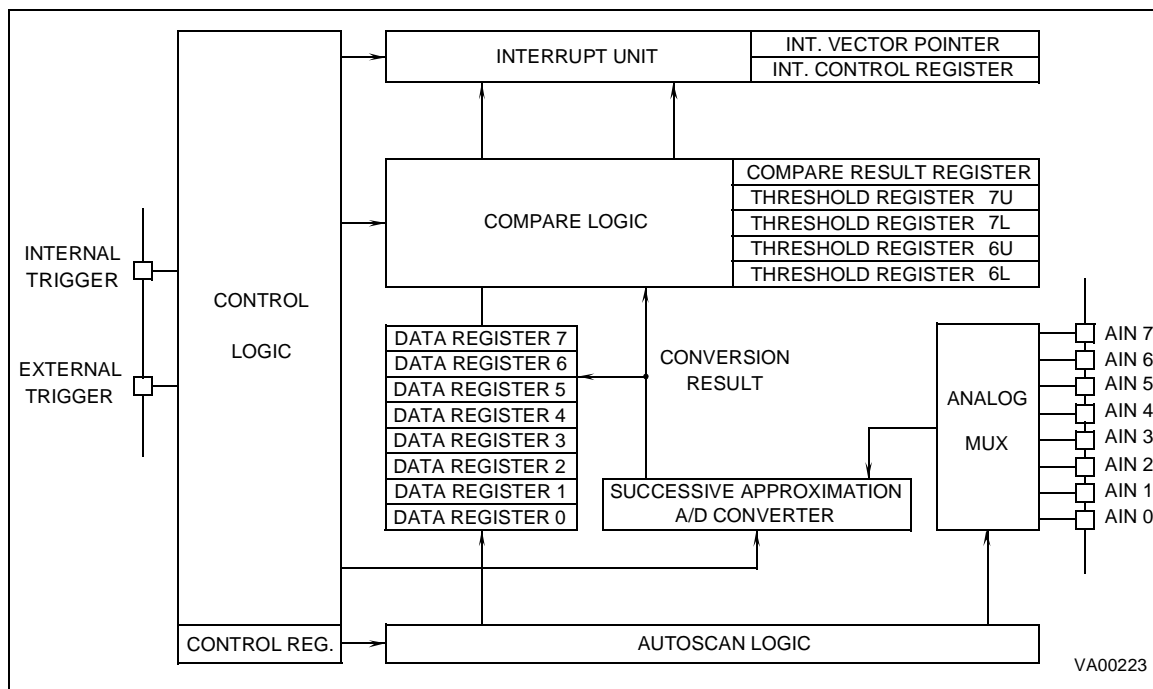 INTERRUPT UNIT
INT. VECTOR POINTER
INT. CONTROL REGISTER
COMPARE LOGIC
COMPARE RESULT REGISTER
THRESHOLD REGISTER 7U
THRESHOLD REGISTER 7L
THRESHOLD REGISTER 6U
THRESHOLD REGISTER 6L
INTERNAL
TRIGGER
EXTERNAL
TRIGGER
CONTROL
LOGIC
DATA REGISTER 7
DATA REGISTER 6
DATA REGISTER 5
DATA REGISTER 4
DATA REGISTER 3
DATA REGISTER 2
DATA REGISTER 1
DATA REGISTER 0
CONVERSION
RESULT
SUCCESSIVE APPROXIMATION
A/D CONVERTER
ANALOG
MUX
AIN 7
AIN 6
AIN 5
AIN 4
AIN 3
AIN 2
AIN 1
AIN 0
CONTROL REG.
AUTOSCAN LOGIC
VA00223